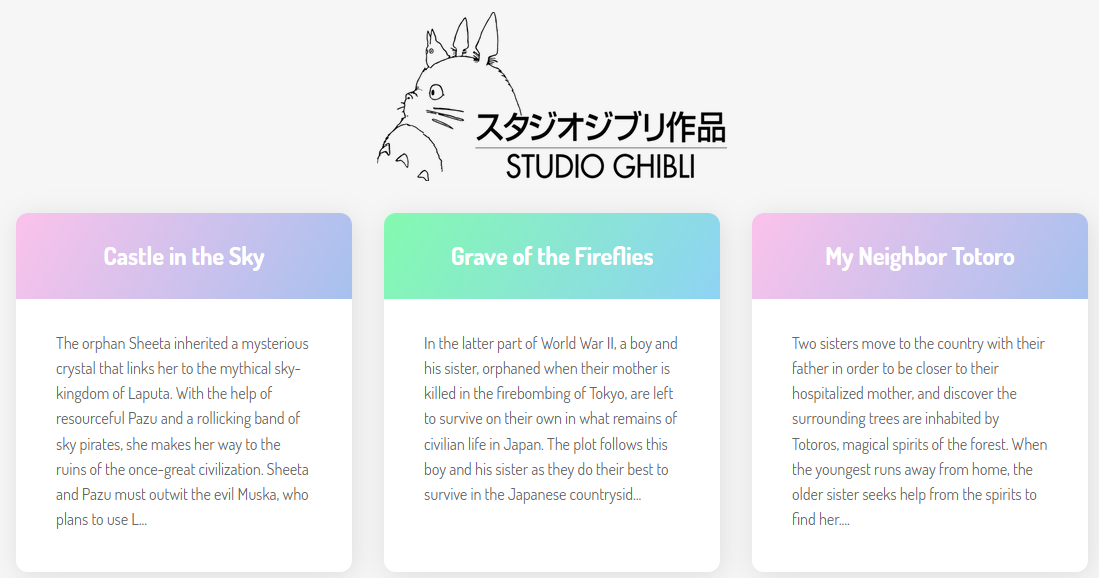 スタジオジブリ作品
STUDIO GHIBLI
Castle in the Sky
The orphan Sheeta inherited a mysterious
crystal that links her to the mythical sky-
kingdom of Laputa. With the help of
resourceful Pazu and a rollicking band of
sky pirates, she makes her way to the
ruins of the once-great civilization. Sheeta
and Pazu must outwit the evil Muska, who
plans to use L...
Grave of the Fireflies
In the latter part of World War II, a boy and
his sister, orphaned when their mother is
killed in the firebombing of Tokyo, are left
to survive on their own in what remains of
civilian life in Japan. The plot follows this
boy and his sister as they do their best to
survive in the Japanese countrysid...
My Neighbor Totoro
Two sisters move to the country with their
father in order to be closer to their
hospitalized mother, and discover the
surrounding trees are inhabited by
Totoros, magical spirits of the forest. When
the youngest runs away from home, the
older sister seeks help from the spirits to
find her....